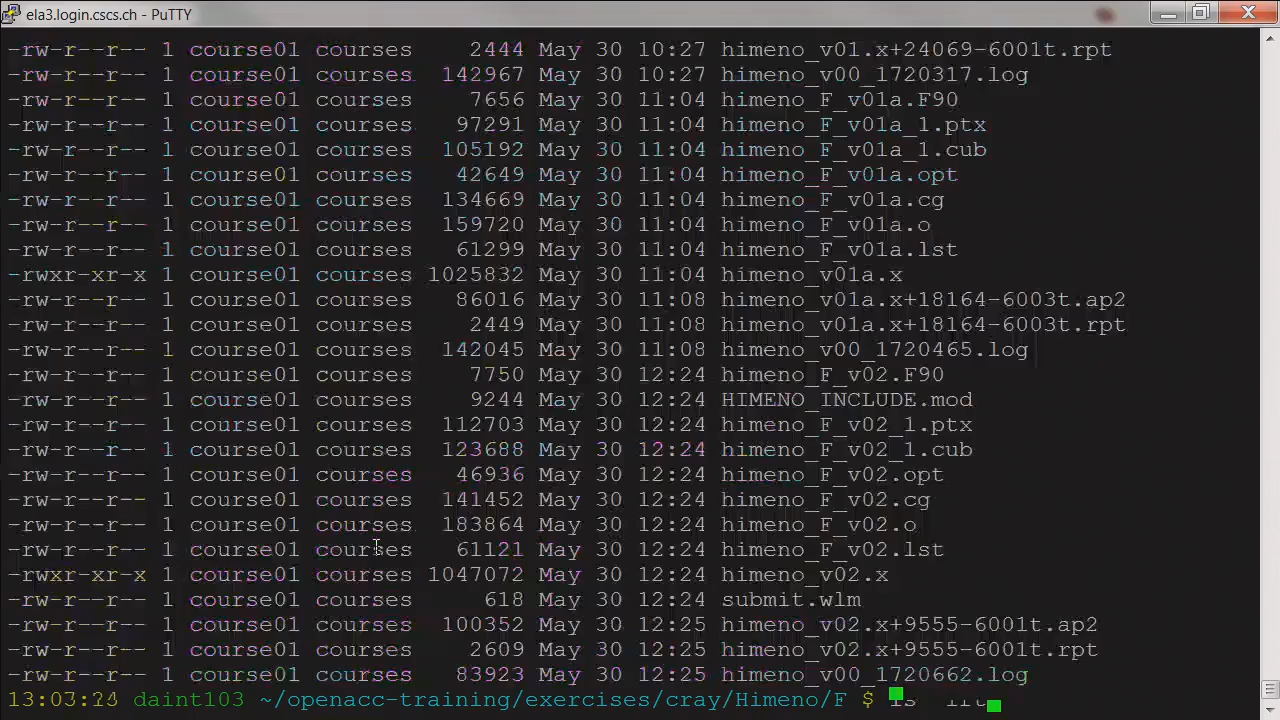 ela3.login.cscs.ch - PuTTY
-rw-r--r-- 1 course01 courses 2444 May 30 10:27 himeno_v01.x+24069-6001t.rpt
-rw-r--r-- 1 course01 courses 142967 May 30 10:27 himeno_v00_1720317.log
-rw-r--r-- 1 course01 courses 7656 May 30 11:04 himeno_F_v01a.F90
-rw-r--r-- 1 course01 courses 97291 May 30 11:04 himeno_F_v01a_1.ptx
-rw-r--r-- 1 course01 courses 105192 May 30 11:04 himeno_F_v01a_1.cub
-rw-r--r-- 1 course01 courses 42649 May 30 11:04 himeno_F_v01a.opt
-rw-r--r-- 1 course01 courses 134669 May 30 11:04 himeno_F_v01a.cg
-rw-r--r-- 1 course01 courses 159720 May 30 11:04 himeno_F_v01a.o
-rw-r--r-- 1 course01 courses 61299 May 30 11:04 himeno_F_v01a.lst
-rwxr-xr-x 1 course01 courses 1025832 May 30 11:04 himeno_v01a.x
-rw-r--r-- 1 course01 courses 86016 May 30 11:08 himeno_v01a.x+18164-6003t.ap2
-rw-r--r-- 1 course01 courses 2449 May 30 11:08 himeno_v01a.x+18164-6003t.rpt
-rw-r--r-- 1 course01 courses 142045 May 30 11:08 himeno_v00_1720465.log
-rw-r--r-- 1 course01 courses 7750 May 30 12:24 himeno_F_v02.F90
-rw-r--r-- 1 course01 courses 9244 May 30 12:24 HIMENO_INCLUDE.mod
-rw-r--r-- 1 course01 courses 112703 May 30 12:24 himeno_F_v02_1.ptx
-rw-r--r-- 1 course01 courses 123688 May 30 12:24 himeno_F_v02_1.cub
-rw-r--r-- 1 course01 courses 46936 May 30 12:24 himeno_F_v02.opt
-rw-r--r-- 1 course01 courses 141452 May 30 12:24 himeno_F_v02.cg
-rw-r--r-- 1 course01 courses 183864 May 30 12:24 himeno_F_v02.o
-rw-r--r-- 1 course01 courses 61121 May 30 12:24 himeno_F_v02.lst
-rwxr-xr-x 1 course01 courses 1047072 May 30 12:24 himeno_v02.x
-rw-r--r-- 1 course01 courses 618 May 30 12:24 submit.wlm
-rw-r--r-- 1 course01 courses 100352 May 30 12:25 himeno_v02.x+9555-6001t.ap2
-rw-r--r-- 1 course01 courses 2609 May 30 12:25 himeno_v02.x+9555-6001t.rpt
-rw-r--r-- 1 course01 courses 83923 May 30 12:25 himeno_v00_1720662.log
13:03:24 daint103 ~/openacc-training/exercises/cray/Himeno/F $